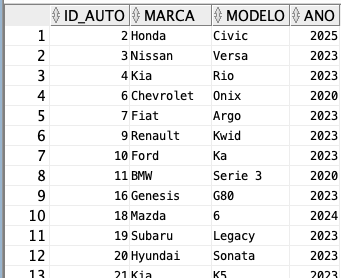 ID_AUTO MARCA MODELO ANO
1 2 Honda Civic 2025
2 3 Nissan Versa 2023
3 4 Kia Rio 2023
4 6 Chevrolet Onix 2020
5 7 Fiat Argo 2023
6 9 Renault Kwid 2023
7 10 Ford Ka 2023
8 11 BMW Serie 3 2020
9 16 Genesis G80 2023
10 18 Mazda 6 2024
11 19 Subaru Legacy 2023
12 20 Hyundai Sonata 2023
13 21 Kia K5 2023